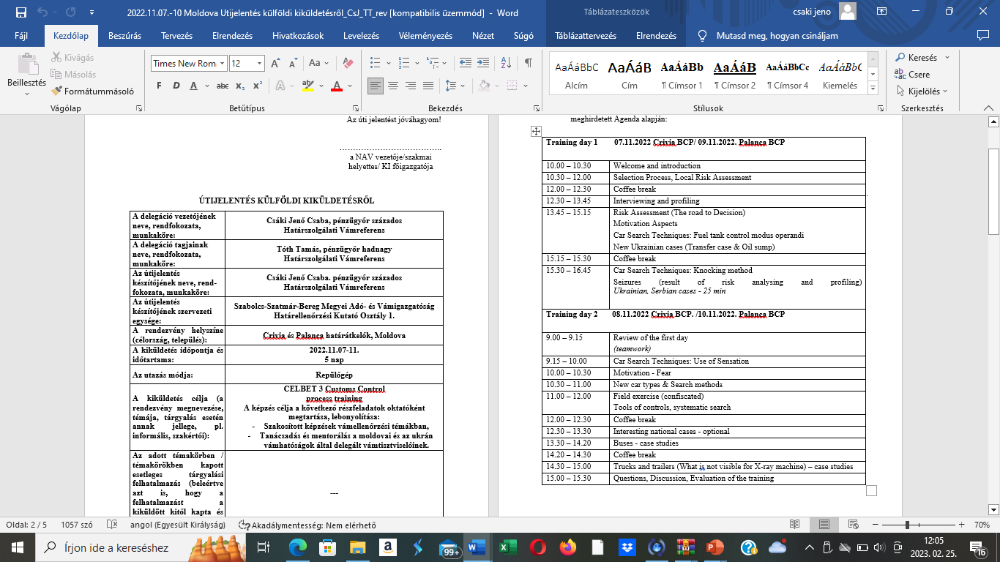 2022.11.07.-10 Moldova Utijelentés külföldi kiküldetésről_CsJ_TT_rev [kompatibilis üzemmód] - Word
Táblázateszközök
csaki jeno
Fájl
Kezdőlap
Beszúrás
Tervezés
Elrendezés
Hivatkozások
Levelezés
Véleményezés
Nézet
Súgó
Táblázattervezés
Elrendezés
Mutasd meg, hogyan csináljam
Beillesztés
Kivágás
Másolás
Formátummásoló
Vágólap
Times New Rom
12
Aa
F D A abc x₂ x²
Betűtípus
Bekezdés
AaÁáBbC
Alcím
AaÁáB
Cím
AaÁáBb
¶ Címsor 1
AaÁáB
¶ Címsor 2
AaÁáBbCc
¶ Címsor 4
AaÁáBbC
Kiemelés
Stílusok
Keresés
Csere
Kijelölés
Szerkesztés
Az úti jelentést jóváhagyom!
…………………………….
a NAV vezetője/szakmai
helyettes/ KI főigazgatója
ÚTIJELENTÉS KÜLFÖLDI KIKÜLDETÉSRŐL
A delegáció vezetőjének
neve, rendfokozata,
munkaköre:
Csáki Jenő Csaba, pénzügyőr százados
Határszolgálati Vámreferens
A delegáció tagjainak
neve, rendfokozata,
munkaköre:
Tóth Tamás, pénzügyőr hadnagy
Határszolgálati Vámreferens
Az útijelentés
készítőjének neve, rend-
fokozata, munkaköre:
Csáki Jenő Csaba. pénzügyőr százados
Határszolgálati Vámreferens
Az útijelentés
készítőjének szervezeti
egysége:
Szabolcs-Szatmár-Bereg Megyei Adó- és Vámigazgatóság
Határellenőrzési Kutató Osztály 1.
A rendezvény helyszíne
(célország, település):
Crivia és Palanca határátkelők, Moldova
A kiküldetés időpontja és
időtartama:
2022.11.07-11.
5 nap
Az utazás módja:
Repülőgép
A kiküldetés célja (a
rendezvény megnevezése,
témája, tárgyalás esetén
annak jellege, pl.
informális, szakértői):
CELBET 3 Customs Control
process training
A képzés célja a következő részfeladatok oktatóként
megtartása, lebonyolítása:
- Szakosított képzések vámellenőrzési témákban,
- Tanácsadás és mentorálás a moldovai és az ukrán
vámhatóságok által delegált vámtisztviselőinek.
Az adott témakörben /
témakörökben kapott
esetleges tárgyalási
felhatalmazás (beleértve
azt is, hogy a
felhatalmazást a
kiküldött kitól kapta és
---
meghirdetett Agenda alapján:
Training day 1 07.11.2022 Crivia BCP/ 09.11.2022. Palanca BCP
10.00 – 10.30 Welcome and introduction
10.30 – 12.00 Selection Process, Local Risk Assessment
12.00 – 12.30 Coffee break
12.30 – 13.45 Interviewing and profiling
13.45 – 15.15 Risk Assessment (The road to Decision)
Motivation Aspects
Car Search Techniques: Fuel tank control modus operandi
New Ukrainian cases (Transfer case & Oil sump)
15.15 – 15.30 Coffee break
15.30 – 16.45 Car Search Techniques: Knocking method
Seizures (result of risk analysing and profiling)
Ukrainian, Serbian cases - 25 min
Training day 2 08.11.2022 Crivia BCP. /10.11.2022. Palanca BCP
9.00 – 9.15 Review of the first day
(teamwork)
9.15 – 10.00 Car Search Techniques: Use of Sensation
10.00 – 10.30 Motivation - Fear
10.30 – 11.00 New car types & Search methods
11.00 – 12.00 Field exercise (confiscated)
Tools of controls, systematic search
12.00 – 12.30 Coffee break
12.30 – 13.30 Interesting national cases - optional
13.30 – 14.20 Buses - case studies
14.20 – 14.30 Coffee break
14.30 – 15.00 Trucks and trailers (What is not visible for X-ray machine) – case studies
15.00 – 15.30 Questions, Discussion, Evaluation of the training
Oldal: 2 / 5
1057 szó
angol (Egyesült Királyság)
Akadálymentesség: Nem elérhető
70%
Írjon ide a kereséshez
99+
12:05
2023. 02. 25.
16